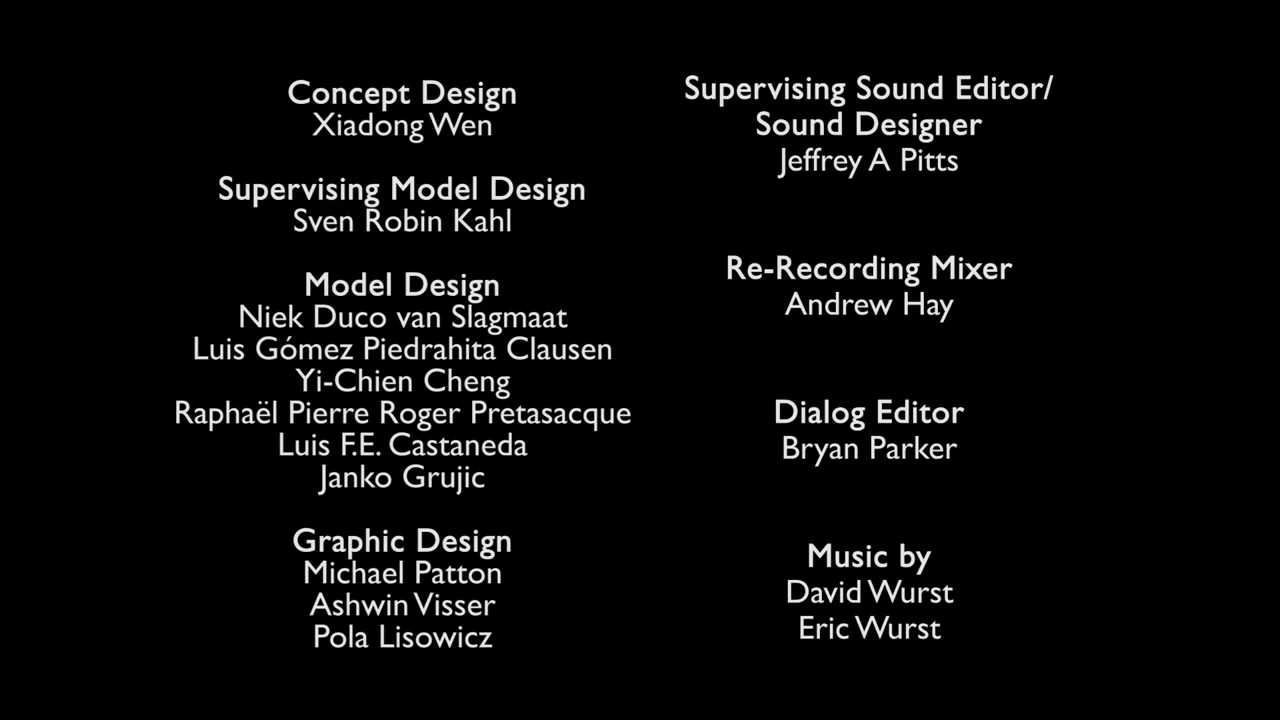 Concept Design
Xiadong Wen
Supervising Model Design
Sven Robin Kahl
Model Design
Niek Duco van Slagmaat
Luis Gómez Piedrahita Clausen
Yi-Chien Cheng
Raphaël Pierre Roger Pretasacque
Luis F.E. Castaneda
Janko Grujic
Graphic Design
Michael Patton
Ashwin Visser
Pola Lisowicz
Supervising Sound Editor/
Sound Designer
Jeffrey A Pitts
Re-Recording Mixer
Andrew Hay
Dialog Editor
Bryan Parker
Music by
David Wurst
Eric Wurst